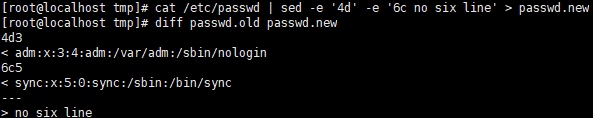 [root@localhost tmp]# cat /etc/passwd | sed -e '4d' -e '6c no six line' > passwd.new
[root@localhost tmp]# diff passwd.old passwd.new
4d3
< adm:x:3:4:adm:/var/adm:/sbin/nologin
6c5
< sync:x:5:0:sync:/sbin:/bin/sync
---
> no six line